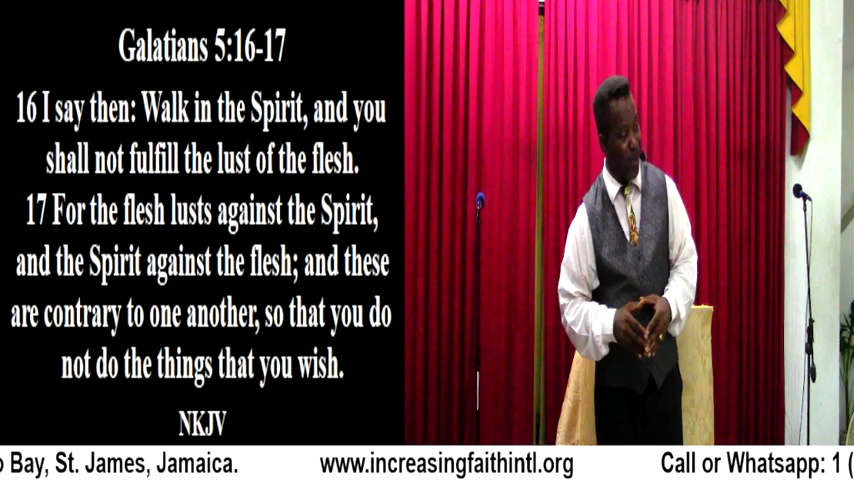 Galatians 5:16-17
16 I say then: Walk in the Spirit, and you
shall not fulfill the lust of the flesh.
17 For the flesh lusts against the Spirit,
and the Spirit against the flesh; and these
are contrary to one another, so that you do
not do the things that you wish.
NKJV
o Bay, St. James, Jamaica. www.increasingfaithintl.org Call or Whatsapp: 1 (